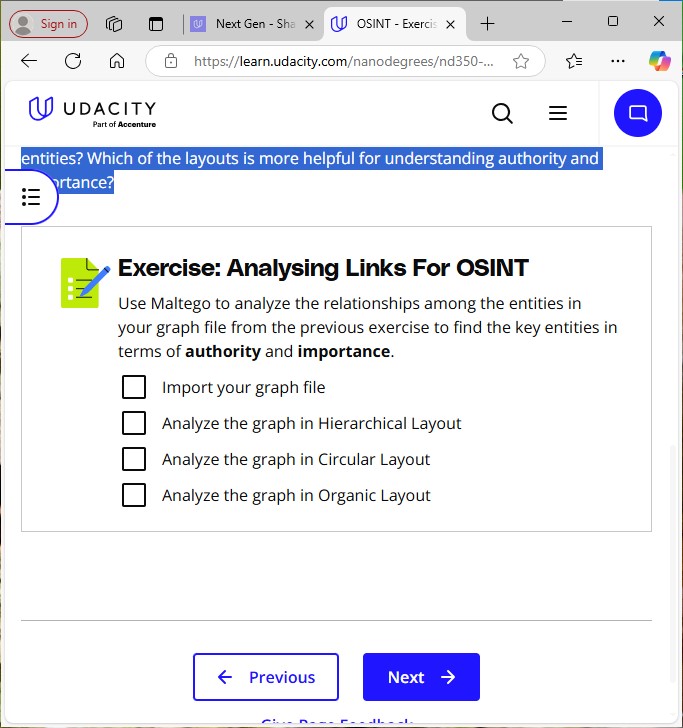 Sign in
Next Gen - Sha
OSINT - Exercis
https://learn.udacity.com/nanodegrees/nd350-...
UDACITY
Part of Accenture
entities? Which of the layouts is more helpful for understanding authority and
ortance?
Exercise: Analysing Links For OSINT
Use Maltego to analyze the relationships among the entities in
your graph file from the previous exercise to find the key entities in
terms of authority and importance.
Import your graph file
Analyze the graph in Hierarchical Layout
Analyze the graph in Circular Layout
Analyze the graph in Organic Layout
Previous
Next
Give Page Feedback